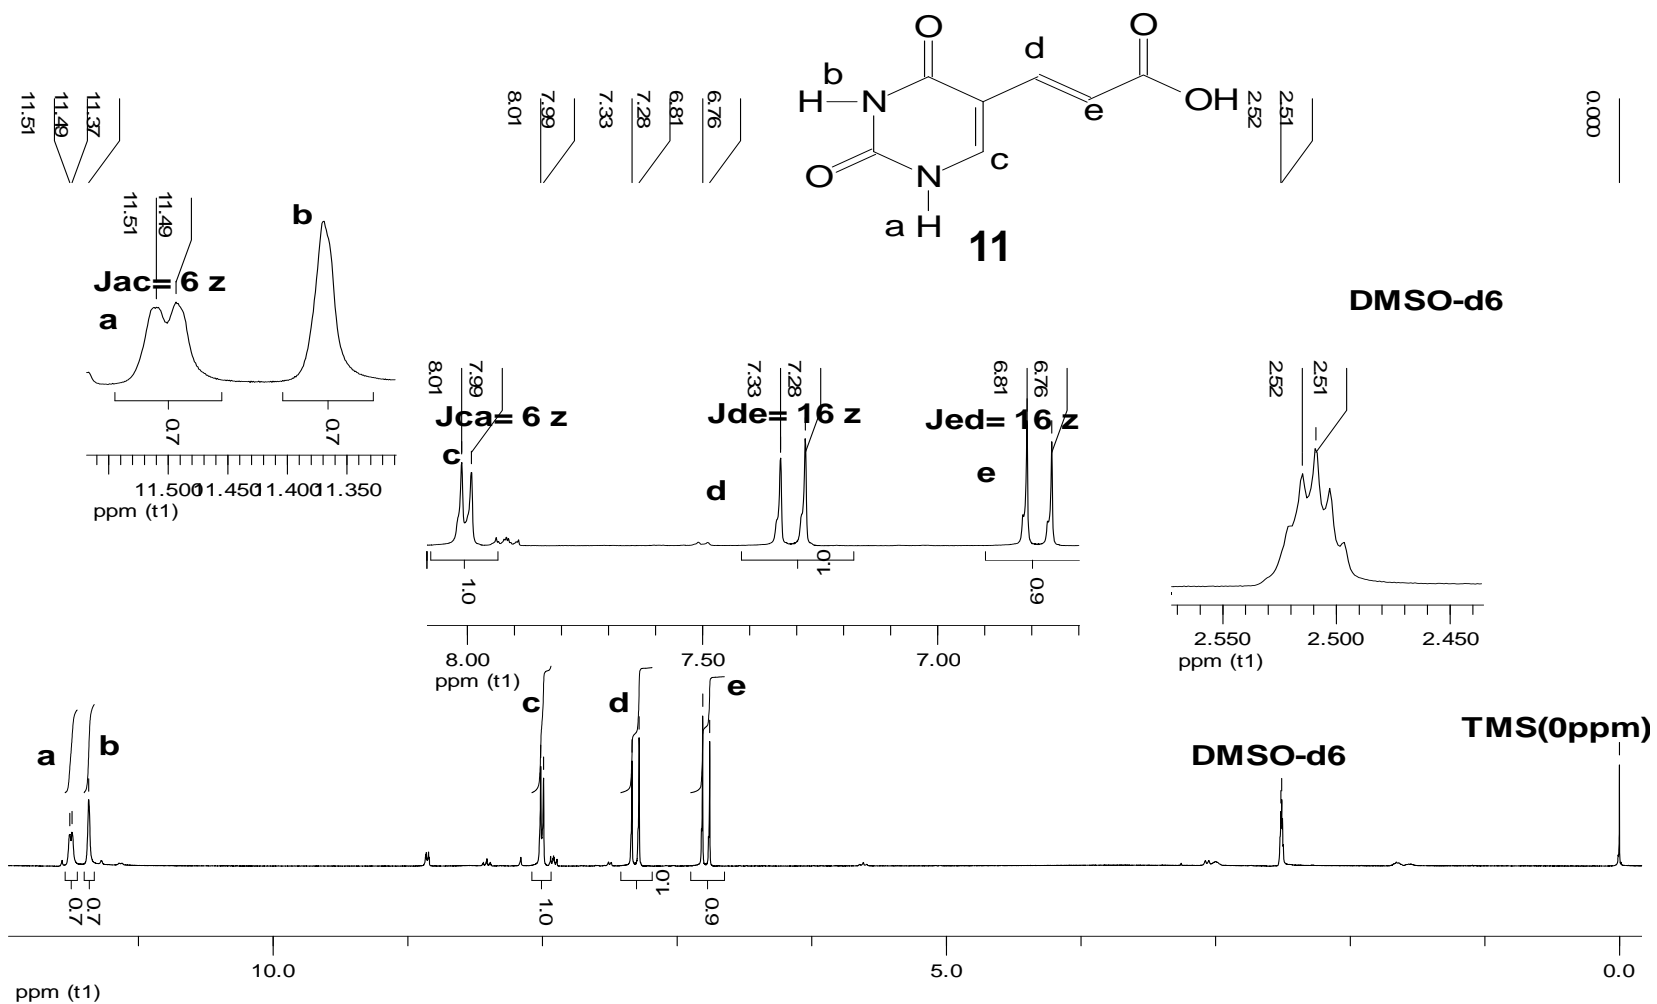 11.51
11.49
11.37
8.01
7.99
7.33
7.28
6.81
6.76
2.52
2.51
0.000
O
O
d
b
H
N
e
OH
O
N
c
a H
11
11.51
11.49
b
Jac= 6 z
a
0.7
0.7
11.500
11.450
11.400
11.350
ppm (t1)
DMSO-d6
8.01
7.99
7.33
7.28
6.81
6.76
Jca= 6 z
Jde= 16 z
Jed= 16 z
c
d
e
1.0
1.0
0.9
8.00
7.50
7.00
ppm (t1)
2.52
2.51
2.550
2.500
2.450
ppm (t1)
a
b
c
d
e
DMSO-d6
TMS(0ppm)
0.7
0.7
1.0
1.0
0.9
10.0
5.0
0.0
ppm (t1)